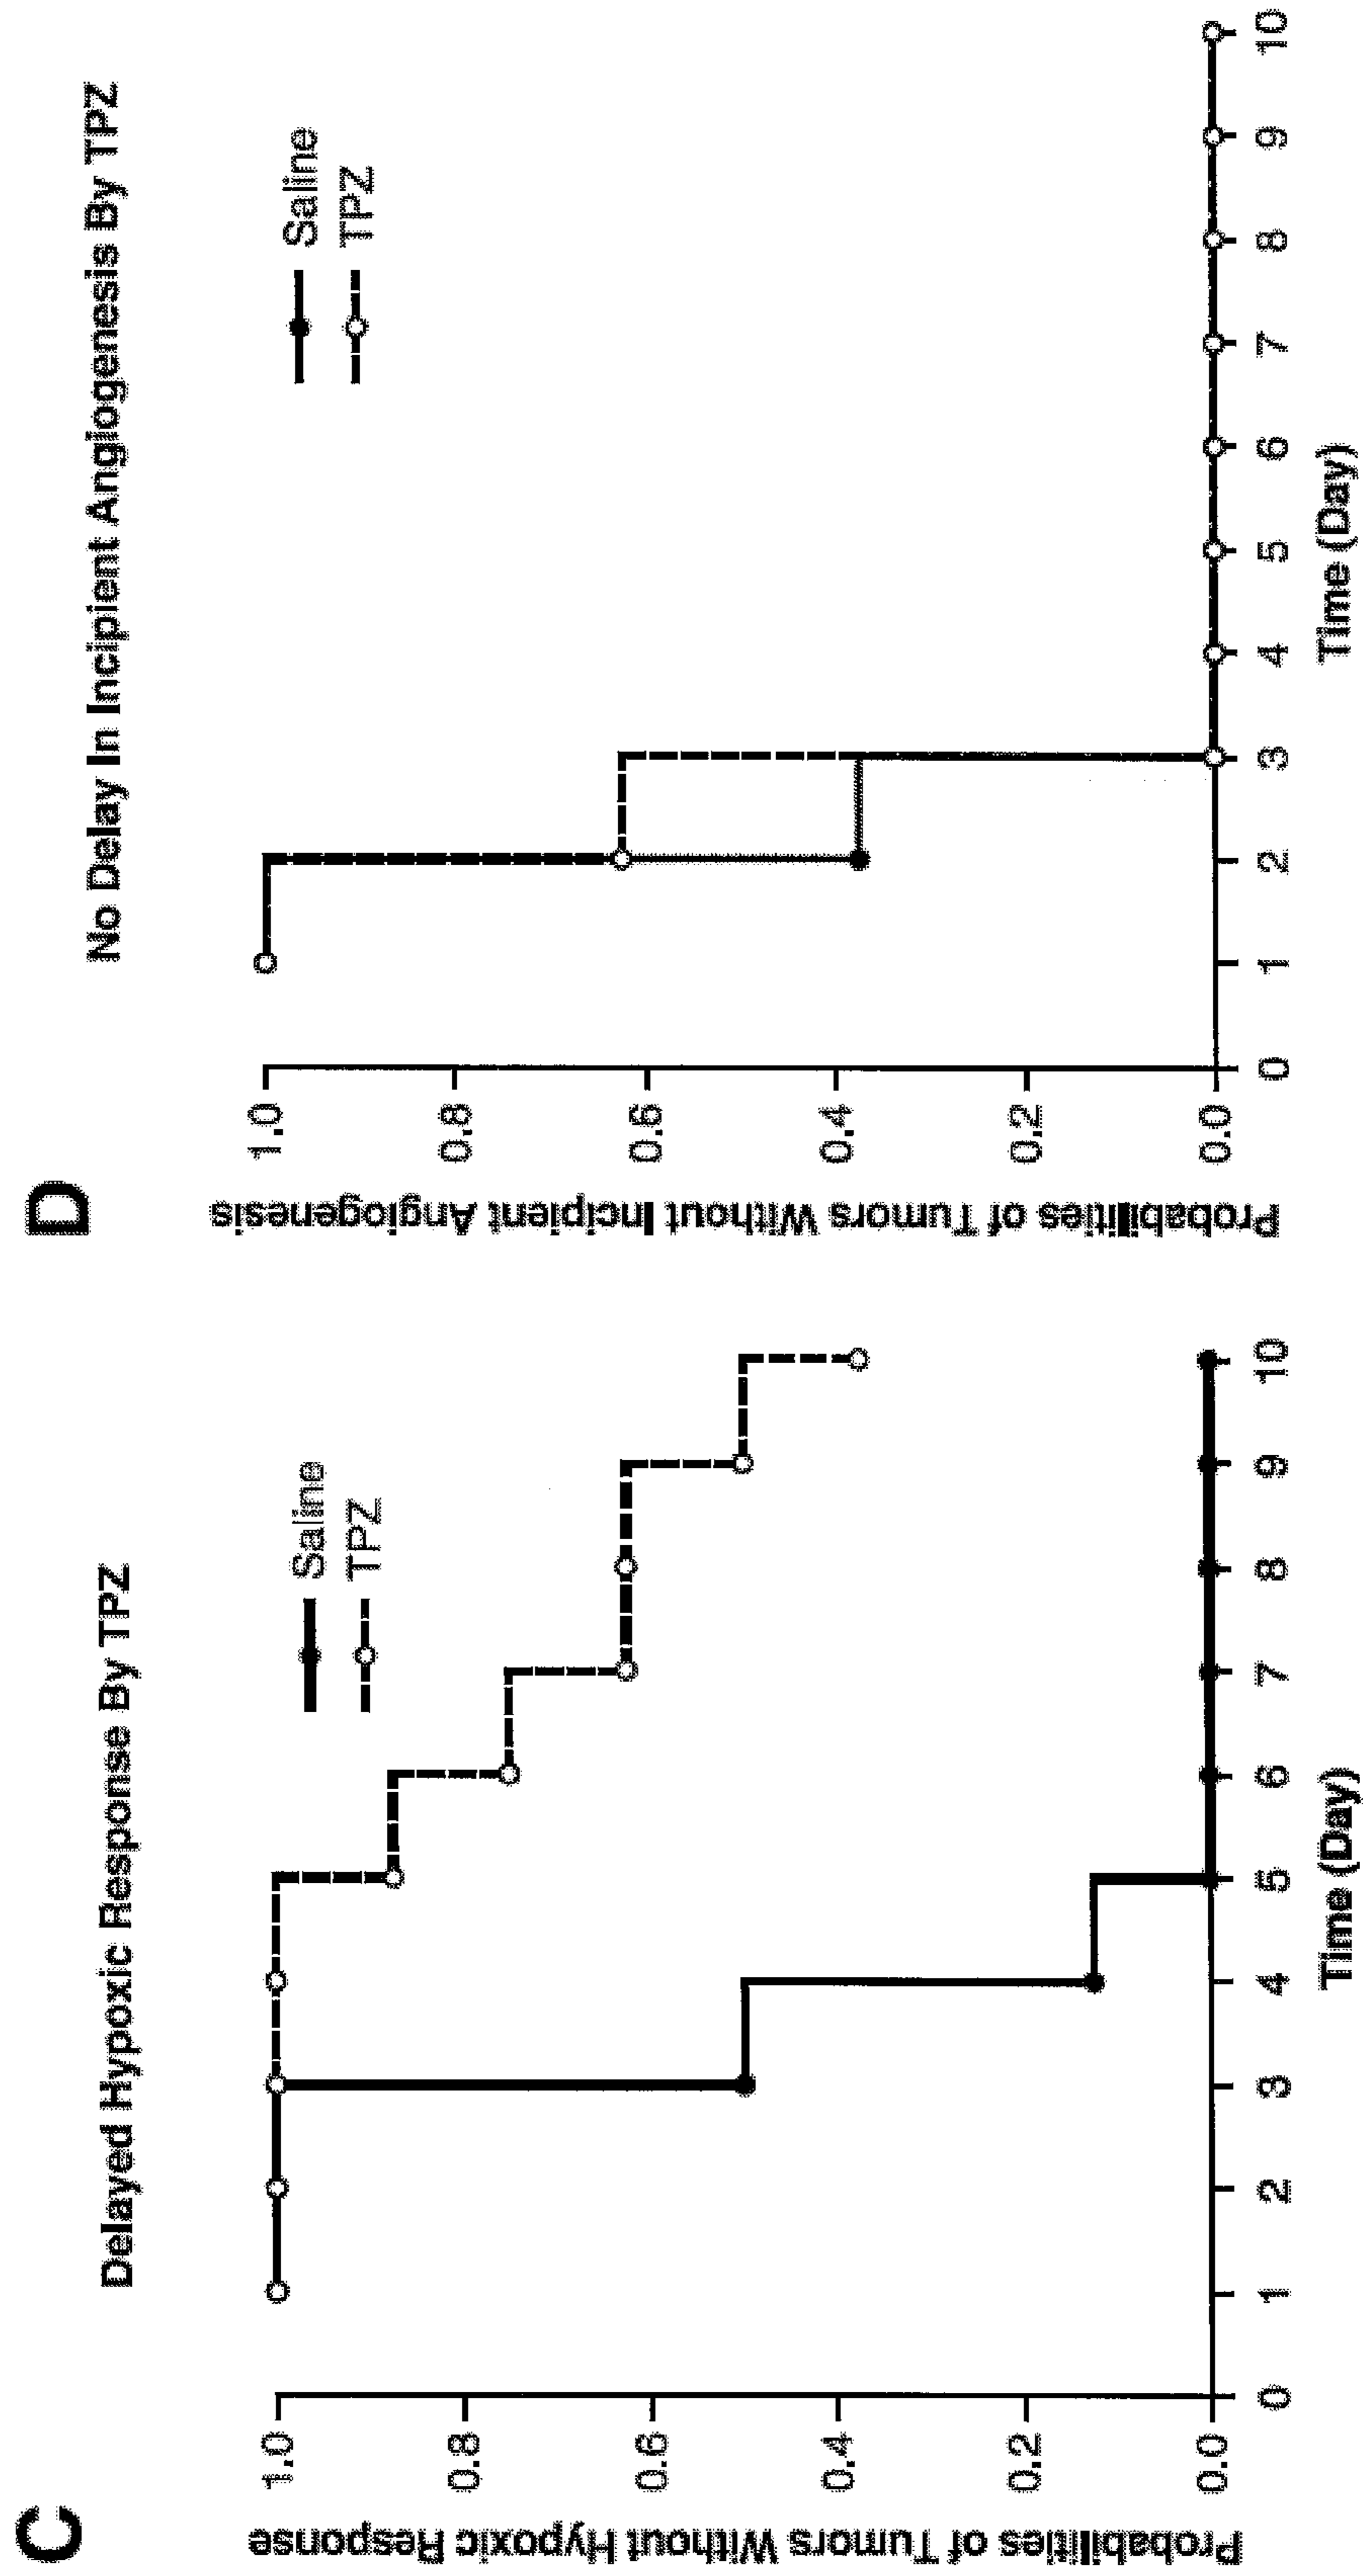 C
Delayed Hypoxic Response By TPZ
Probabilities of Tumors Without Hypoxic Response
1.0
0.8
0.6
0.4
0.2
0.0
Saline
TPZ
0 1 2 3 4 5 6 7 8 9 10
Time (Day)
D
No Delay In Incipient Angiogenesis By TPZ
Probabilities of Tumors Without Incipient Angiogenesis
1.0
0.8
0.6
0.4
0.2
0.0
Saline
TPZ
0 1 2 3 4 5 6 7 8 9 10
Time (Day)